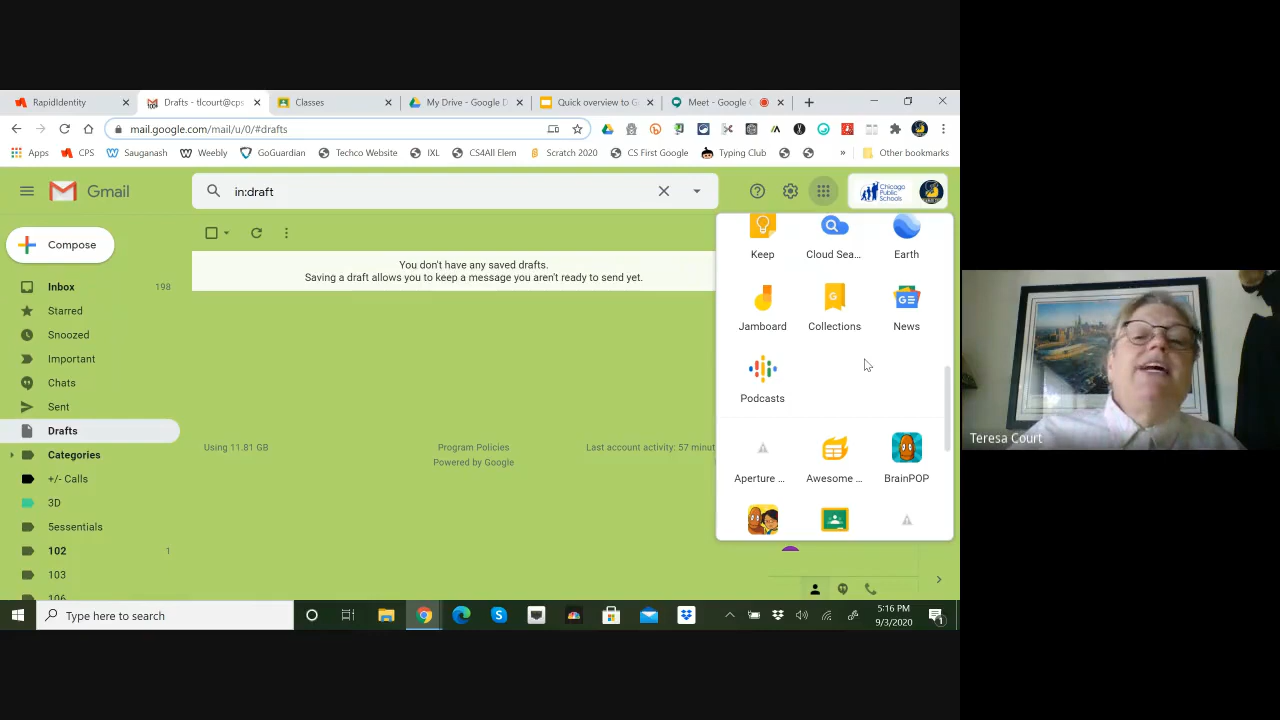 RapidIdentity
Drafts - tlcourt@cps
Classes
My Drive - Google D
Quick overview to G
Meet - Google C
mail.google.com/mail/u/0/#drafts
Apps
CPS
Sauganash
Weebly
GoGuardian
Techco Website
IXL
CS4All Elem
Scratch 2020
CS First Google
Typing Club
»
Other bookmarks
Gmail
in:draft
Chicago
Public
Schools
Compose
You don't have any saved drafts.
Saving a draft allows you to keep a message you aren't ready to send yet.
Inbox 198
Starred
Snoozed
Important
Chats
Sent
Drafts
Categories
+/- Calls
3D
5essentials
102 1
103
106
Using 11.81 GB
Program Policies
Powered by Google
Last account activity: 57 minut
Keep
Cloud Sea...
Earth
Jamboard
Collections
News
Podcasts
Aperture ...
Awesome ...
BrainPOP
Teresa Court
Type here to search
5:16 PM
9/3/2020